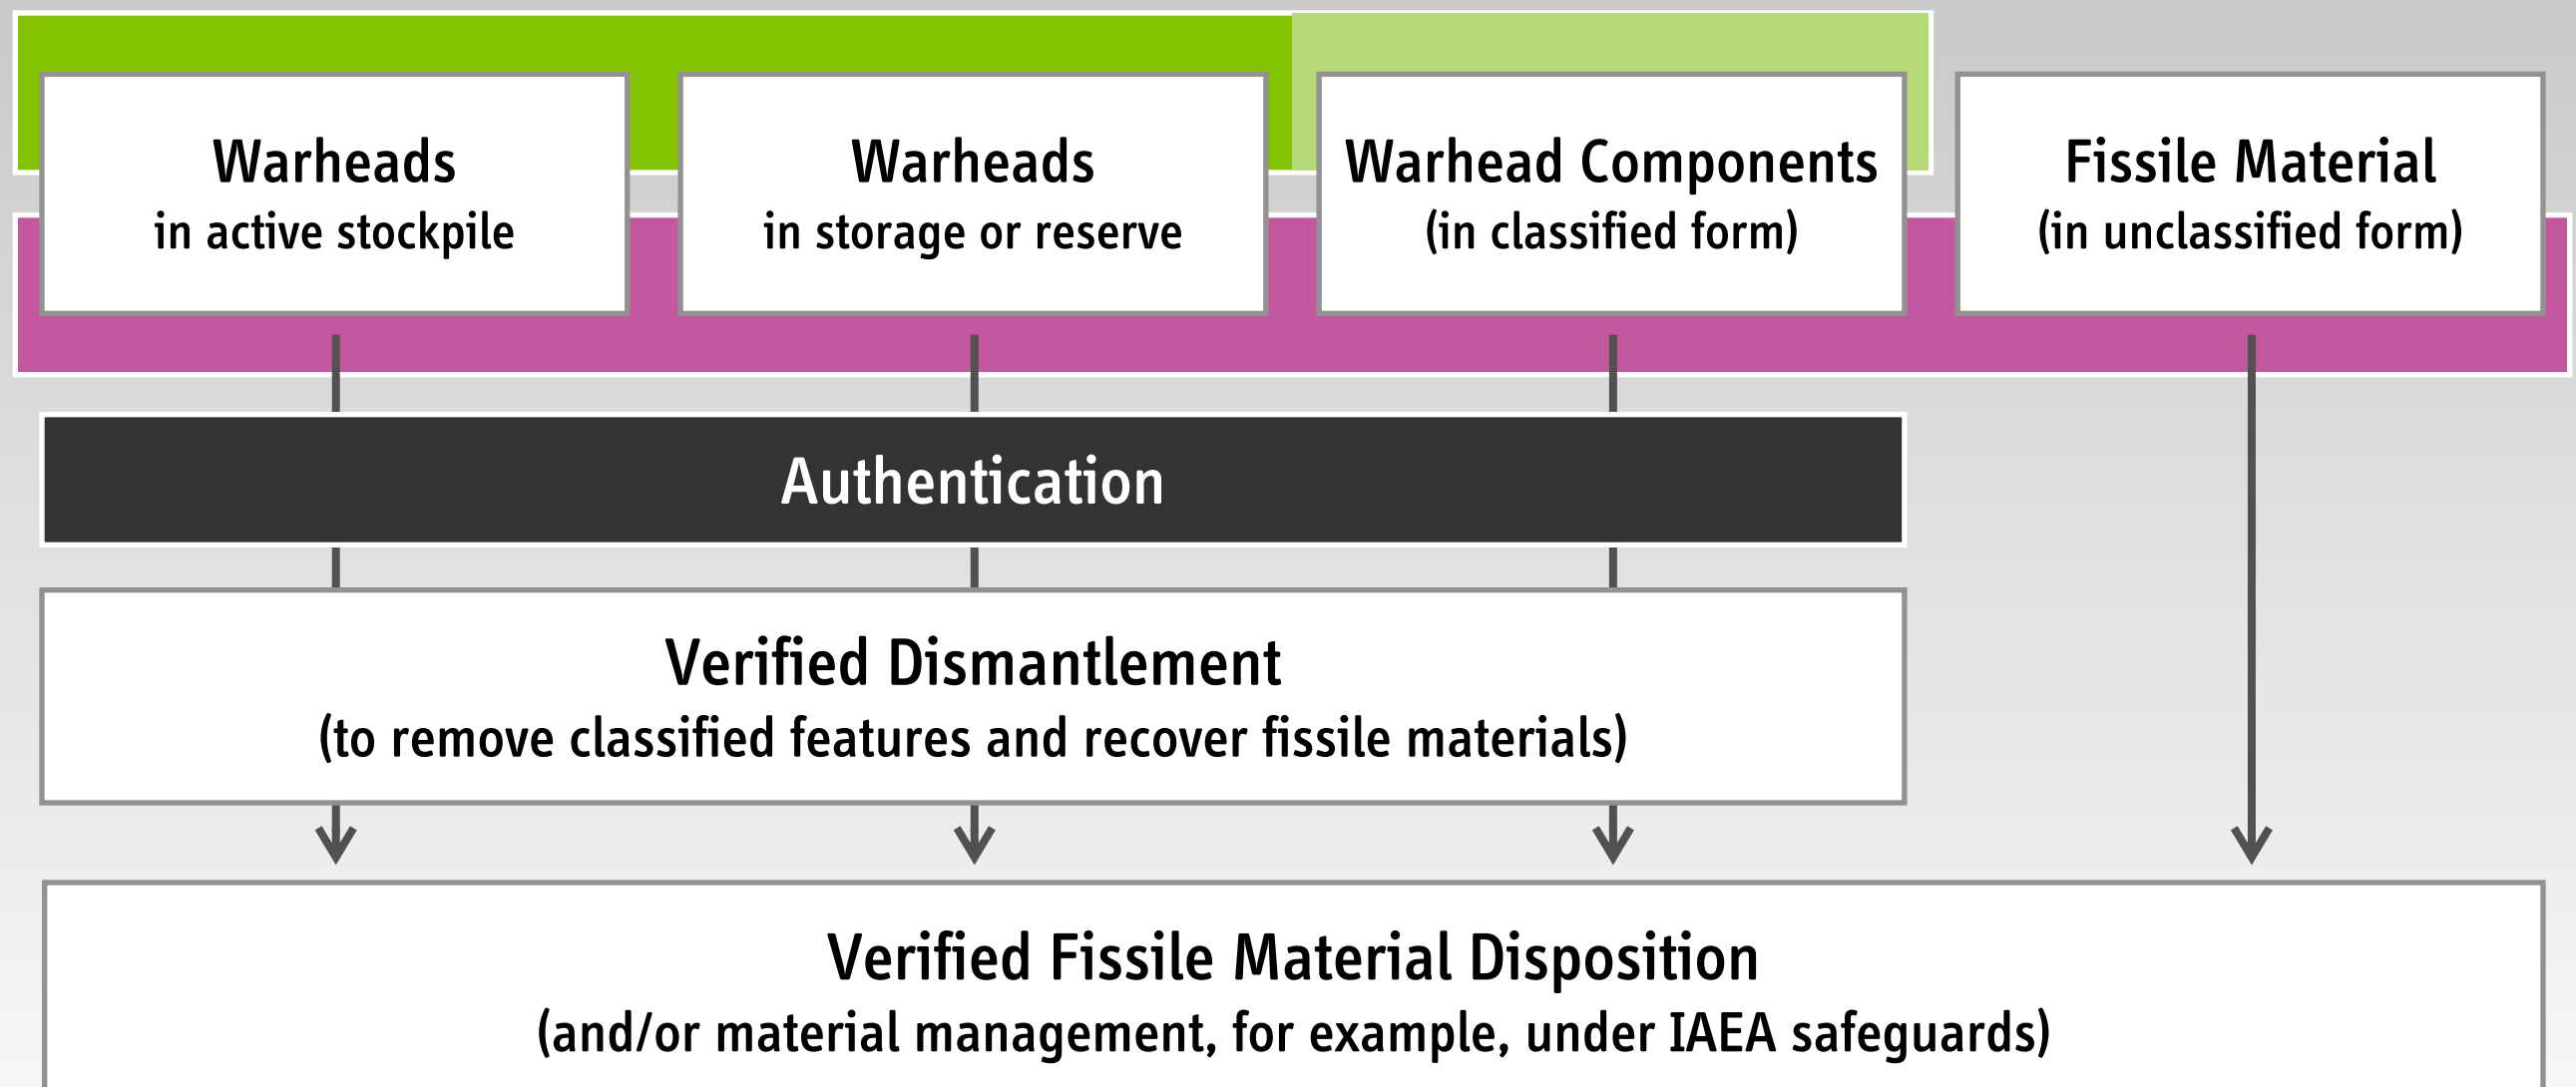 Warheads
in active stockpile
Warheads
in storage or reserve
Warhead Components
(in classified form)
Fissile Material
(in unclassified form)
Authentication
Verified Dismantlement
(to remove classified features and recover fissile materials)
Verified Fissile Material Disposition
(and/or material management, for example, under IAEA safeguards)